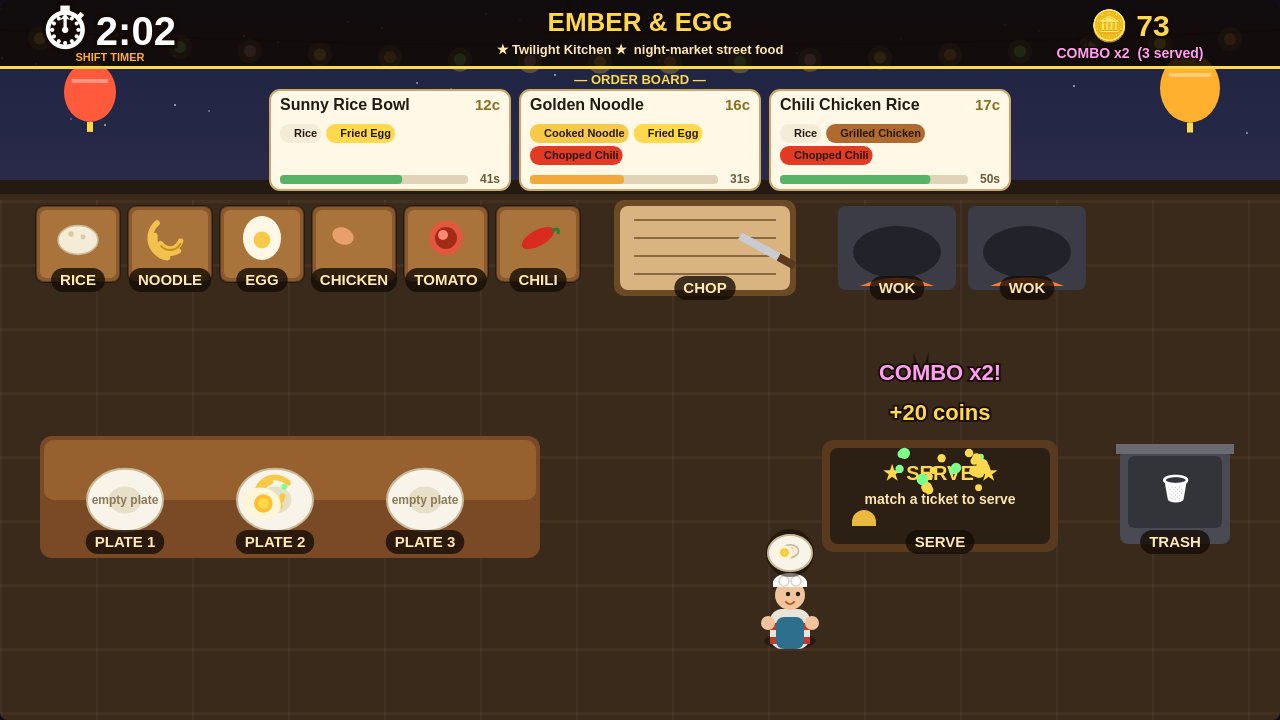 2:02
SHIFT TIMER
EMBER & EGG
★ Twilight Kitchen ★ night-market street food
73
COMBO x2 (3 served)
— ORDER BOARD —
Sunny Rice Bowl 12c
Rice Fried Egg
41s
Golden Noodle 16c
Cooked Noodle Fried Egg
Chopped Chili
31s
Chili Chicken Rice 17c
Rice Grilled Chicken
Chopped Chili
50s
RICE
NOODLE
EGG
CHICKEN
TOMATO
CHILI
CHOP
WOK
WOK
COMBO x2!
+20 coins
★ SERVE ★
match a ticket to serve
SERVE
TRASH
empty plate
empty plate
PLATE 1
PLATE 2
PLATE 3